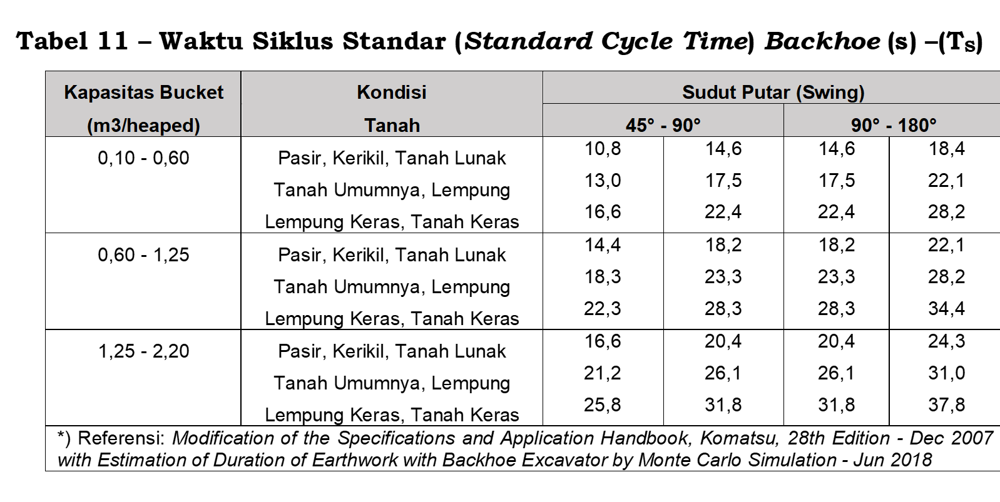 Tabel 11 – Waktu Siklus Standar (Standard Cycle Time) Backhoe (s) –(TS)
Kapasitas Bucket (m3/heaped) Kondisi Tanah Sudut Putar (Swing)
45° - 90° 90° - 180°
0,10 - 0,60 Pasir, Kerikil, Tanah Lunak 10,8 14,6 14,6 18,4
Tanah Umumnya, Lempung 13,0 17,5 17,5 22,1
Lempung Keras, Tanah Keras 16,6 22,4 22,4 28,2
0,60 - 1,25 Pasir, Kerikil, Tanah Lunak 14,4 18,2 18,2 22,1
Tanah Umumnya, Lempung 18,3 23,3 23,3 28,2
Lempung Keras, Tanah Keras 22,3 28,3 28,3 34,4
1,25 - 2,20 Pasir, Kerikil, Tanah Lunak 16,6 20,4 20,4 24,3
Tanah Umumnya, Lempung 21,2 26,1 26,1 31,0
Lempung Keras, Tanah Keras 25,8 31,8 31,8 37,8
*) Referensi: Modification of the Specifications and Application Handbook, Komatsu, 28th Edition - Dec 2007
with Estimation of Duration of Earthwork with Backhoe Excavator by Monte Carlo Simulation - Jun 2018